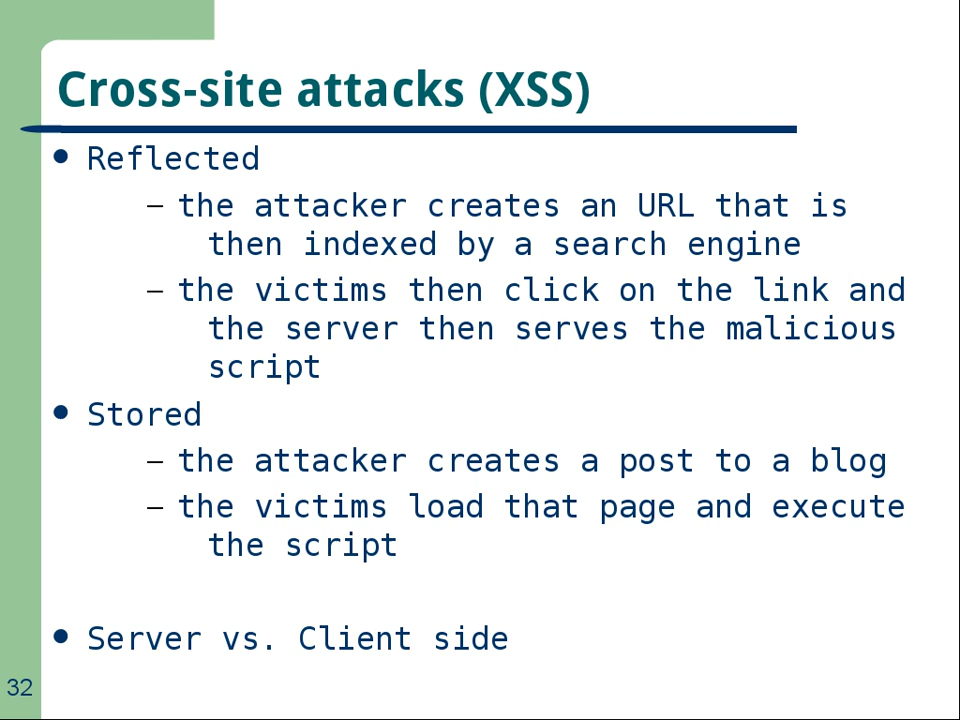 Cross-site attacks (XSS)
● Reflected
– the attacker creates an URL that is
then indexed by a search engine
– the victims then click on the link and
the server then serves the malicious
script
● Stored
– the attacker creates a post to a blog
– the victims load that page and execute
the script
● Server vs. Client side
32